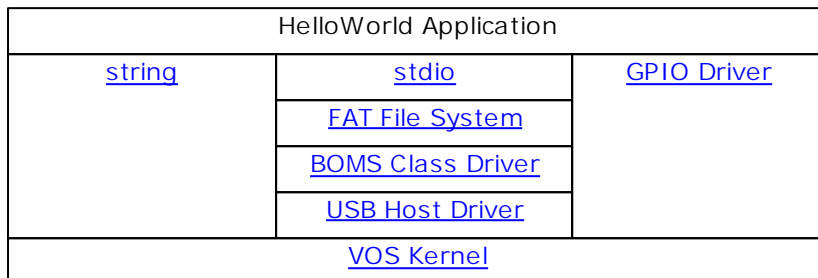 HelloWorld Application
string stdio GPIO Driver
FAT File System
BOMS Class Driver
USB Host Driver
VOS Kernel